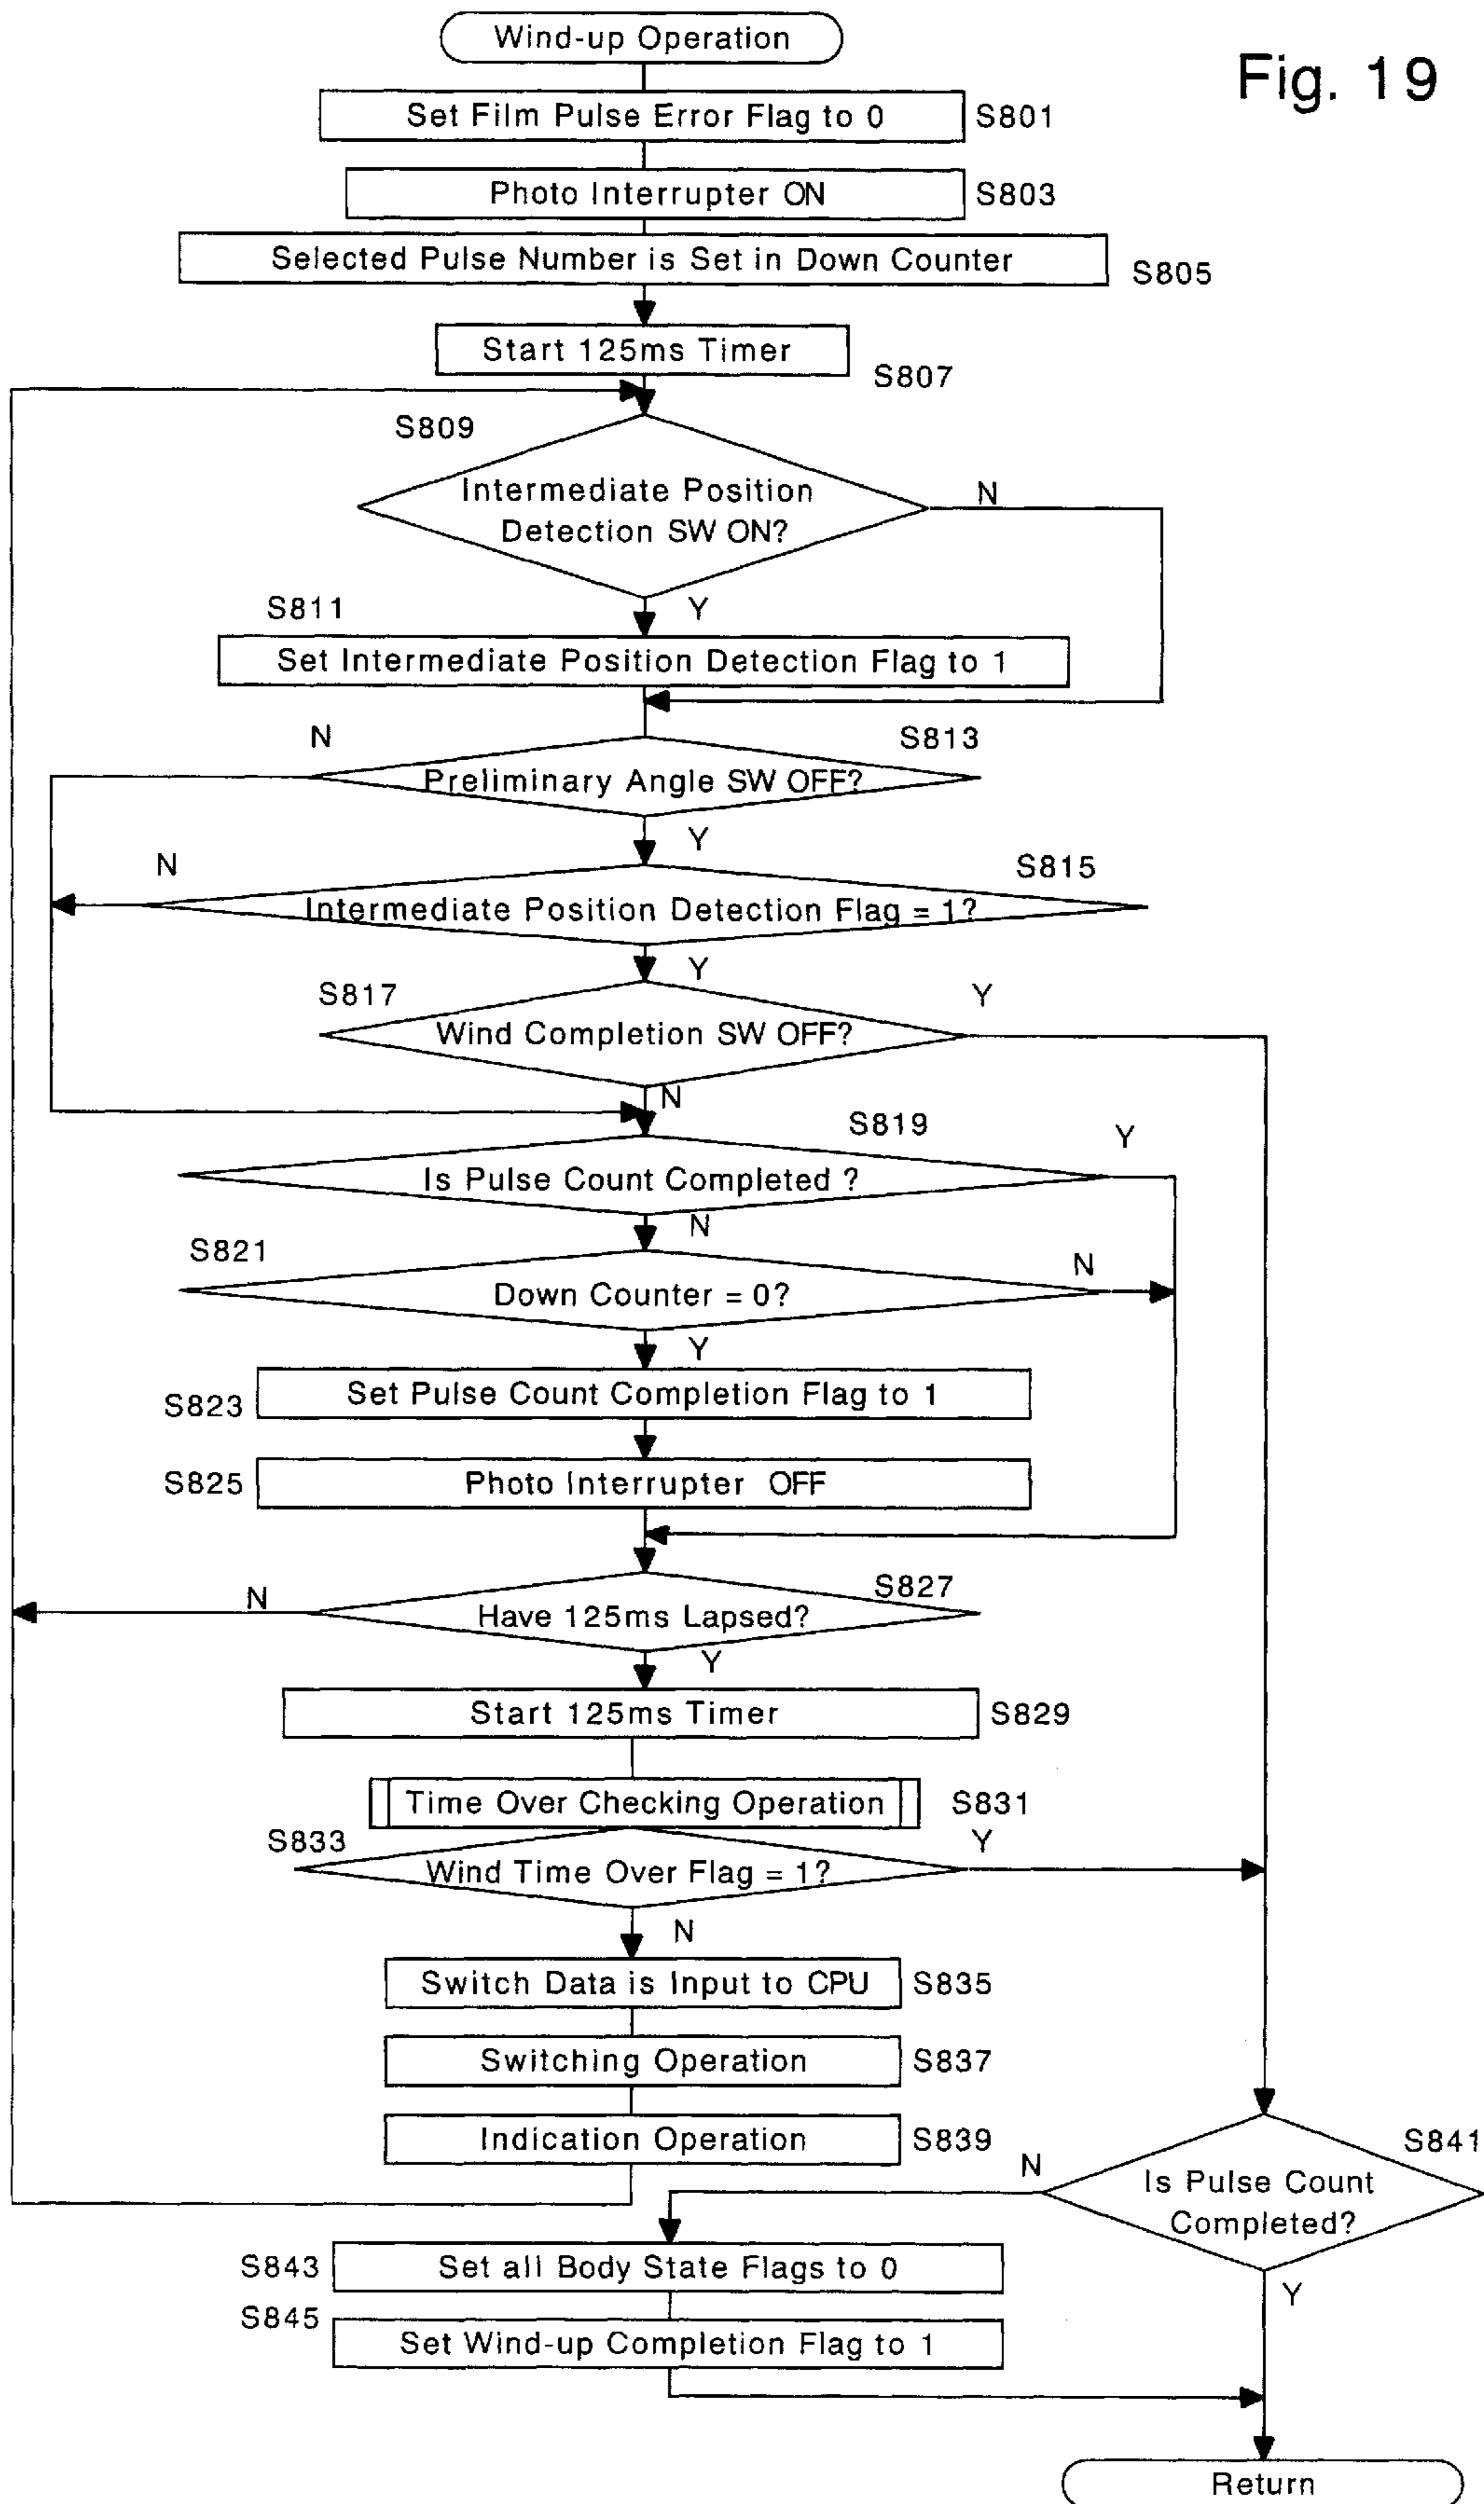 Wind-up Operation
Fig. 19
Set Film Pulse Error Flag to 0
S801
Photo Interrupter ON
S803
Selected Pulse Number is Set in Down Counter
S805
Start 125ms Timer
S807
S809
Intermediate Position
Detection SW ON?
N
Y
S811
Set Intermediate Position Detection Flag to 1
N
S813
Preliminary Angle SW OFF?
Y
N
S815
Intermediate Position Detection Flag = 1?
Y
S817
Y
Wind Completion SW OFF?
N
S819
Y
Is Pulse Count Completed ?
N
S821
N
Down Counter = 0?
Y
S823
Set Pulse Count Completion Flag to 1
S825
Photo Interrupter OFF
N
S827
Have 125ms Lapsed?
Y
Start 125ms Timer
S829
Time Over Checking Operation
S831
S833
Y
Wind Time Over Flag = 1?
N
Switch Data is Input to CPU
S835
Switching Operation
S837
Indication Operation
S839
S841
N
Is Pulse Count
Completed?
Y
S843
Set all Body State Flags to 0
S845
Set Wind-up Completion Flag to 1
Return